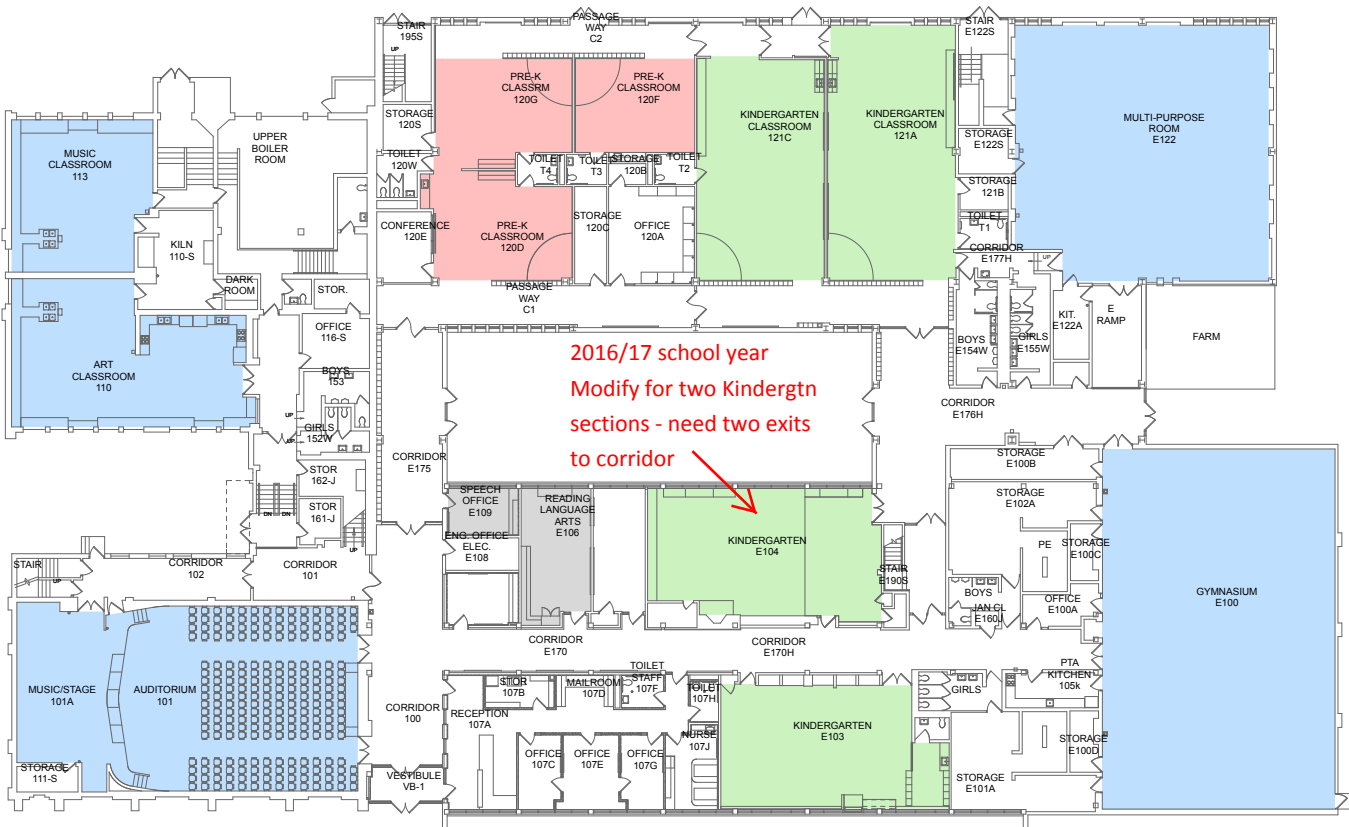 STAIR
195S
UP
PASSAGE
WAY
C2
STAIR
E122S
PRE-K
CLASSRM
120G
PRE-K
CLASSROOM
120F
KINDERGARTEN
CLASSROOM
121C
KINDERGARTEN
CLASSROOM
121A
MULTI-PURPOSE
ROOM
E122
STORAGE
120S
UPPER
BOILER
ROOM
MUSIC
CLASSROOM
113
STORAGE
E122S
TOILET
120W
TOILET
T4
TOILET
T3
STORAGE
120B
TOILET
T2
STORAGE
121B
CONFERENCE
120E
PRE-K
CLASSROOM
120D
STORAGE
120C
OFFICE
120A
TOILET
T1
CORRIDOR
E177H
UP
KILN
110-S
DARK
ROOM
STOR.
PASSAGE
WAY
C1
OFFICE
116-S
ART
CLASSROOM
110
BOYS
153
UP
GIRLS
152W
UP
BOYS
E154W
GIRLS
E155W
KIT.
E122A
E
RAMP
FARM
2016/17 school year
Modify for two Kindergtn
sections - need two exits
to corridor
CORRIDOR
E176H
CORRIDOR
E175
STOR
162-J
STOR
161-J
DN
DN
UP
SPEECH
OFFICE
E109
READING
LANGUAGE
ARTS
E106
ENG. OFFICE
ELEC.
E108
KINDERGARTEN
E104
STAIR
E190S
STORAGE
E100B
STORAGE
E102A
PE
STORAGE
E100C
BOYS
OFFICE
E100A
JAN CL
E160J
GYMNASIUM
E100
STAIR
UP
CORRIDOR
102
CORRIDOR
101
CORRIDOR
E170
CORRIDOR
E170H
MUSIC/STAGE
101A
AUDITORIUM
101
STORAGE
111-S
CORRIDOR
100
VESTIBULE
VB-1
RECEPTION
107A
STOR
107B
MAILROOM
107D
TOILET
STAFF
107F
TOILET
107H
NURSE
107J
OFFICE
107C
OFFICE
107E
OFFICE
107G
KINDERGARTEN
E103
GIRLS
PTA
KITCHEN
105k
STORAGE
E100D
STORAGE
E101A